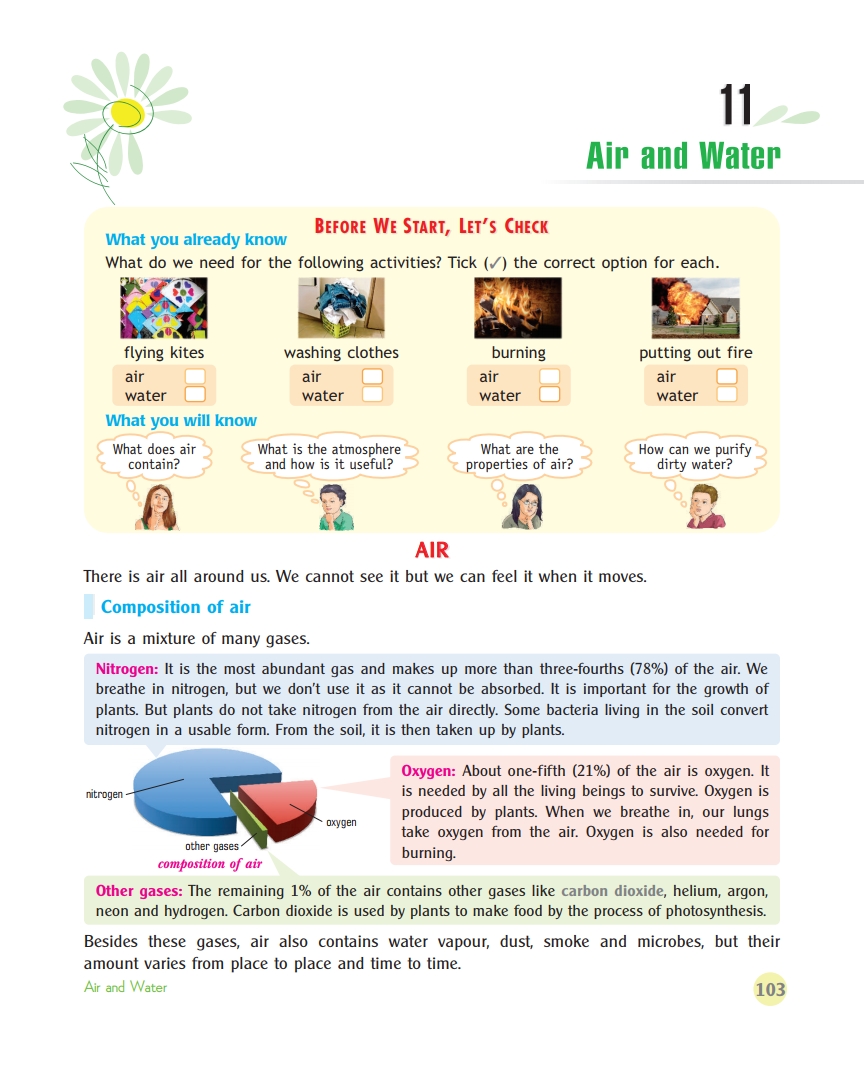 11
Air and Water
BEFORE WE START, LET'S CHECK
What you already know
What do we need for the following activities? Tick (✓) the correct option for each.
flying kites
air
water
washing clothes
air
water
burning
air
water
putting out fire
air
water
What you will know
What does air
contain?
What is the atmosphere
and how is it useful?
What are the
properties of air?
How can we purify
dirty water?
AIR
There is air all around us. We cannot see it but we can feel it when it moves.
Composition of air
Air is a mixture of many gases.
Nitrogen: It is the most abundant gas and makes up more than three-fourths (78%) of the air. We
breathe in nitrogen, but we don't use it as it cannot be absorbed. It is important for the growth of
plants. But plants do not take nitrogen from the air directly. Some bacteria living in the soil convert
nitrogen in a usable form. From the soil, it is then taken up by plants.
nitrogen
oxygen
other gases
composition of air
Oxygen: About one-fifth (21%) of the air is oxygen. It
is needed by all the living beings to survive. Oxygen is
produced by plants. When we breathe in, our lungs
take oxygen from the air. Oxygen is also needed for
burning.
Other gases: The remaining 1% of the air contains other gases like carbon dioxide, helium, argon,
neon and hydrogen. Carbon dioxide is used by plants to make food by the process of photosynthesis.
Besides these gases, air also contains water vapour, dust, smoke and microbes, but their
amount varies from place to place and time to time.
Air and Water
103